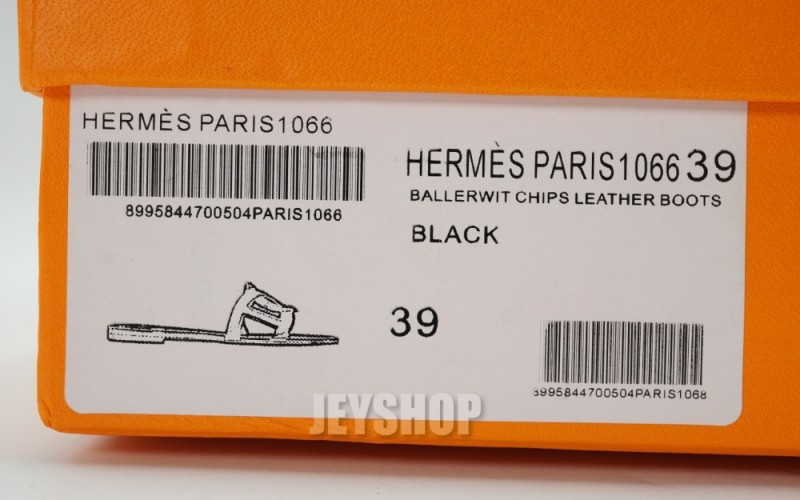 HERMÈS PARIS1066
8995844700504PARIS1066
HERMÈS PARIS1066 39
BALLERWIT CHIPS LEATHER BOOTS
BLACK
39
8995844700504PARIS1068
JEYSHOP